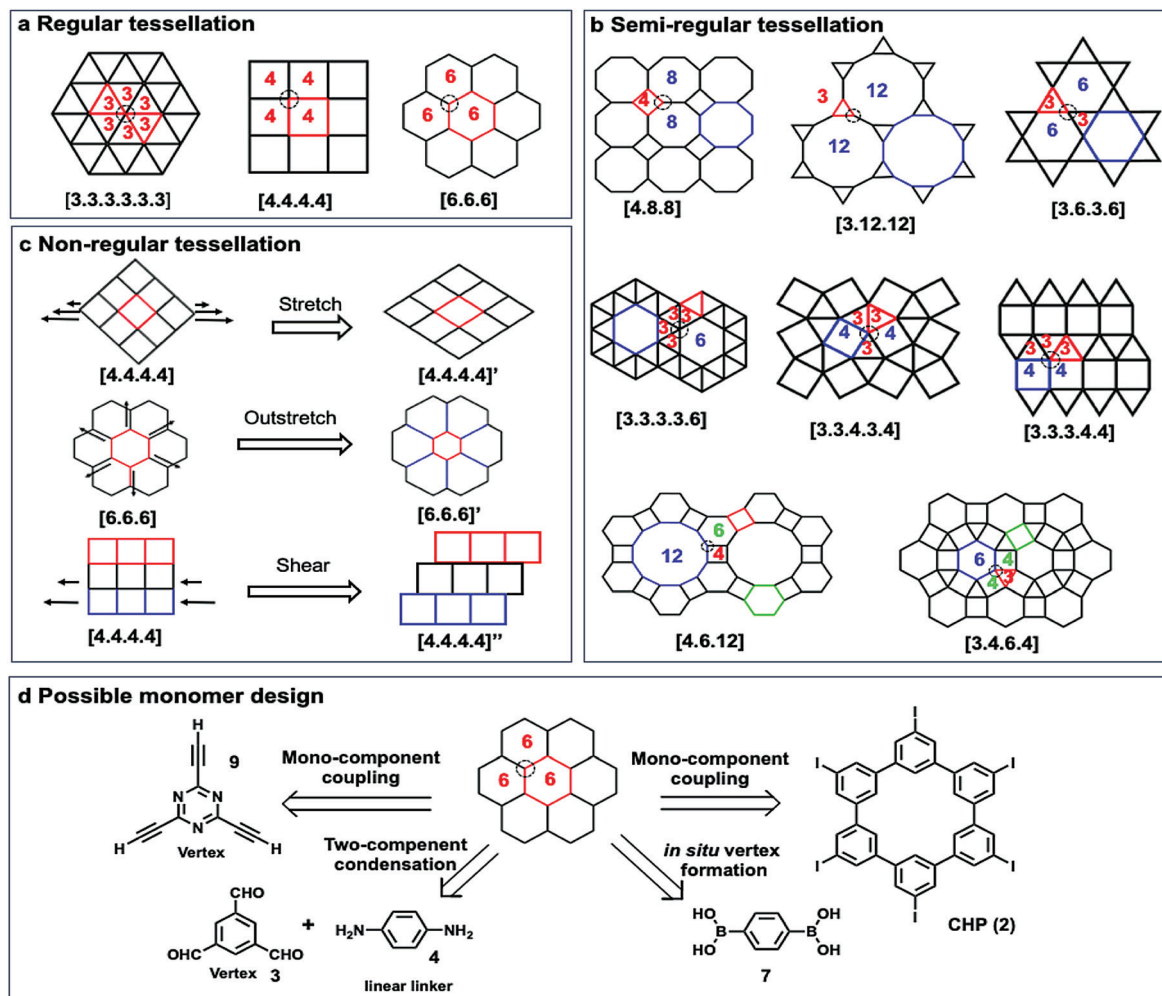 a Regular tessellation
3
3
3
3
3
3
[3.3.3.3.3.3]
4
4
4
4
[4.4.4.4]
6
6
6
[6.6.6]
b Semi-regular tessellation
8
4
8
[4.8.8]
3
12
12
[3.12.12]
6
3
3
6
[3.6.3.6]
3
3
3
3
6
[3.3.3.3.6]
3
3
4
4
3
[3.3.4.3.4]
3
3
3
4
4
[3.3.3.4.4]
6
12
4
[4.6.12]
6
4
4
3
[3.4.6.4]
c Non-regular tessellation
Stretch
[4.4.4.4]
[4.4.4.4]'
Outstretch
[6.6.6]
[6.6.6]'
Shear
[4.4.4.4]
[4.4.4.4]''
d Possible monomer design
H
N
N
N
H
H
9
Vertex
Mono-component
coupling
6
6
6
Mono-component
coupling
Two-compenent
condensation
in situ vertex
formation
CHO
CHO
CHO
Vertex
3
+
H₂N
NH₂
4
linear linker
OH
B
HO
OH
B
HO
7
I
I
I
I
I
I
CHP (2)